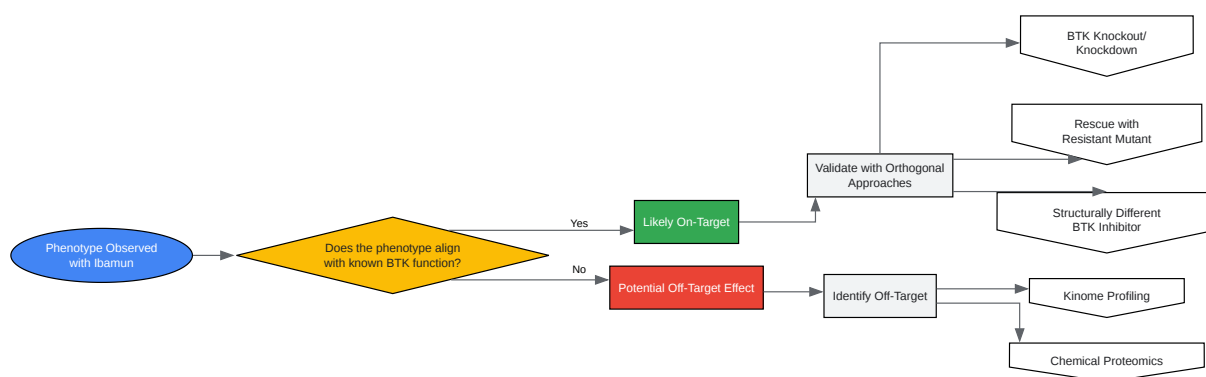 Phenotype Observed
with Ibamun
Does the phenotype align
with known BTK function?
Yes
No
Likely On-Target
Potential Off-Target Effect
Validate with Orthogonal
Approaches
Identify Off-Target
BTK Knockout/
Knockdown
Rescue with
Resistant Mutant
Structurally Different
BTK Inhibitor
Kinome Profiling
Chemical Proteomics